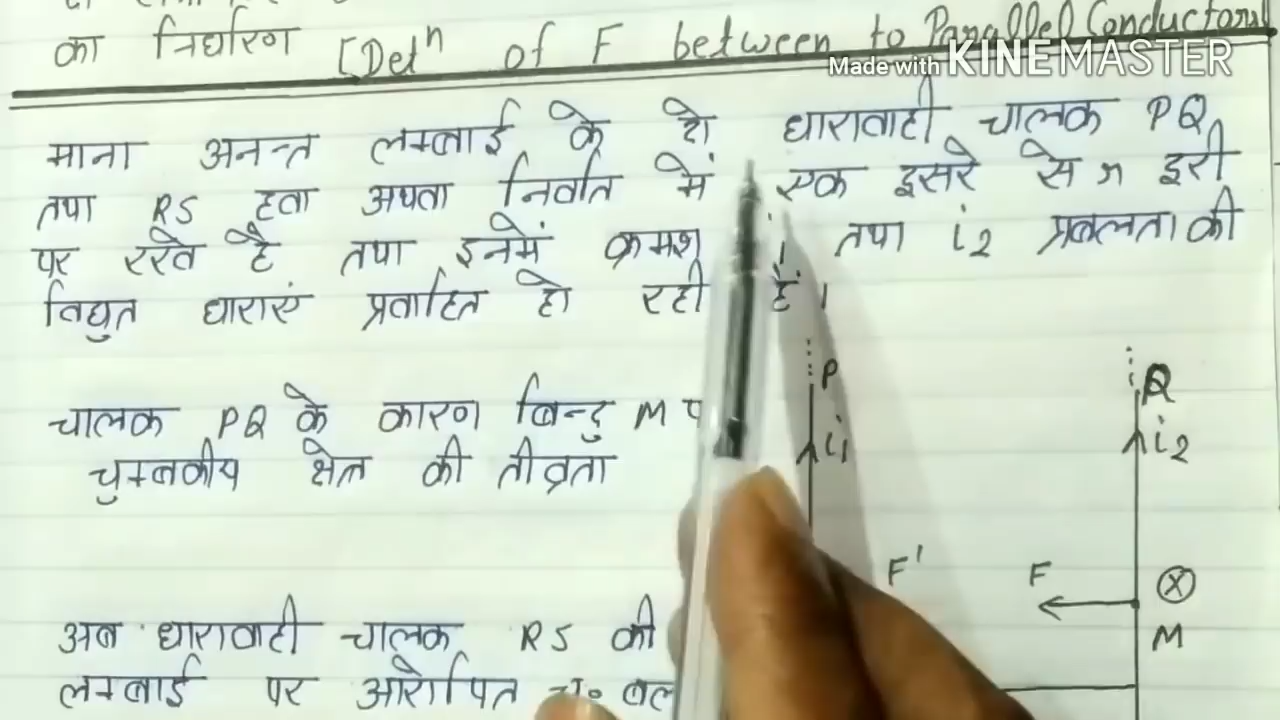 का निर्धारण [Detⁿ of F between to Parallel Conductors]
Made with KINEMASTER
माना अनन्त लम्बाई के दो धारावाही चालक PQ
तथा RS हवा अथवा निर्वात में एक दूसरे से r दूरी
पर रखे है तथा इनमें क्रमश i₁ तथा i₂ प्रबलता की
विद्युत धाराएं प्रवाहित हो रही हैं।
P
Q
चालक PQ के कारण बिन्दु M
i₁
i₂
चुम्बकीय क्षेत्र की तीव्रता
F'
F
M
अब धारावाही चालक RS की
लम्बाई पर आरोपित चु० बल